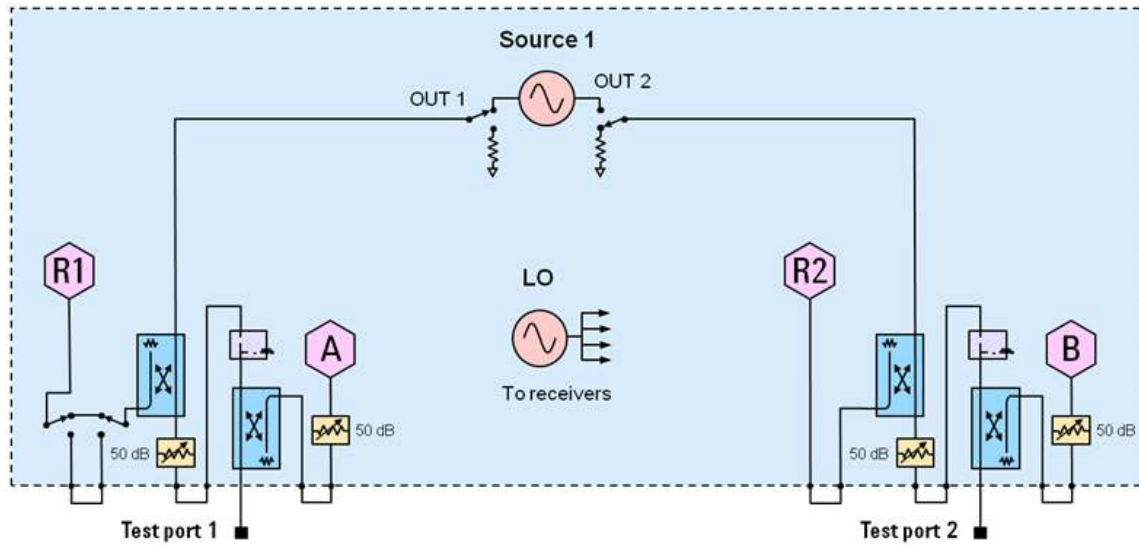 Source 1
OUT 1
OUT 2
R1
R2
LO
A
B
To receivers
50 dB
50 dB
50 dB
50 dB
Test port 1
Test port 2